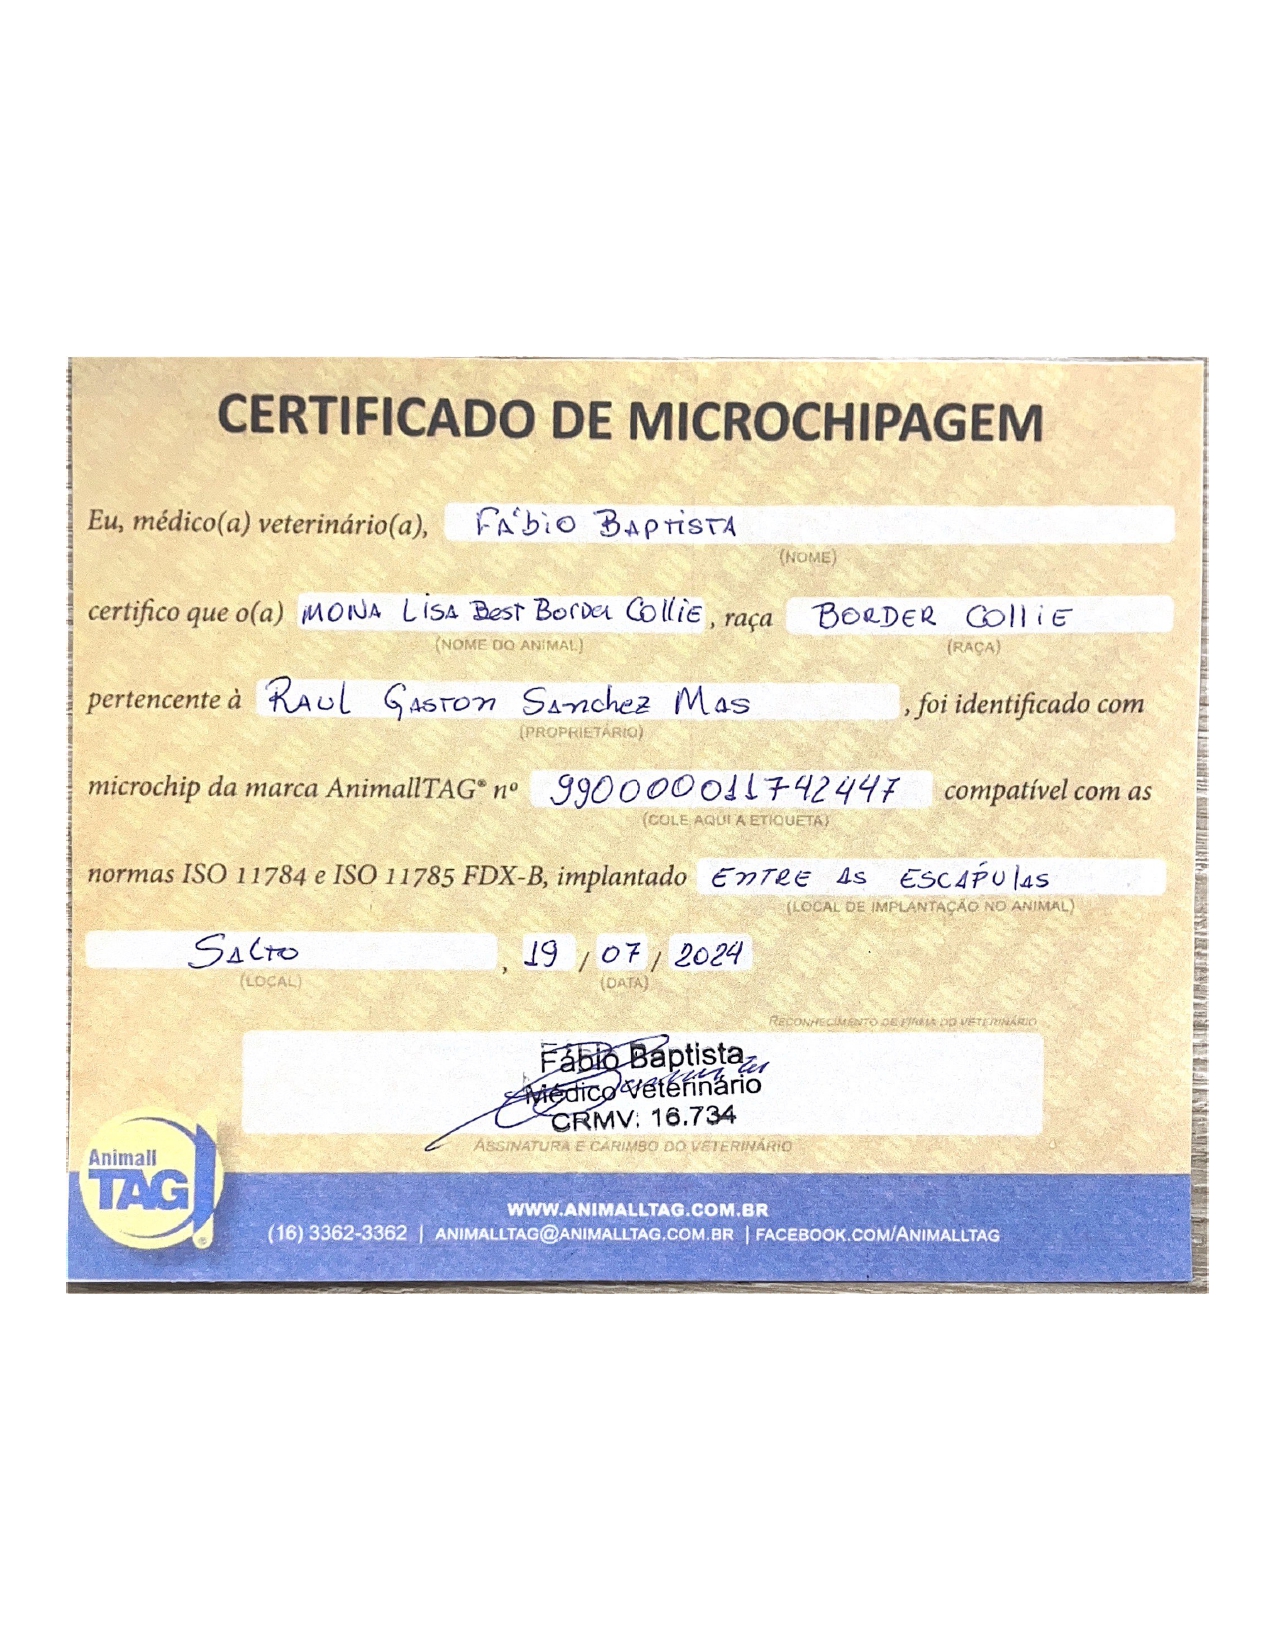 CERTIFICADO DE MICROCHIPAGEM
Eu, médico(a) veterinário(a), Fábio Baptista
(NOME)
certifico que o(a) MONA LISA Best Border Collie, raça BORDER COLLIE
(NOME DO ANIMAL) (RAÇA)
pertencente à RAUL GASTON SANCHEZ MAS, foi identificado com
(PROPRIETÁRIO)
microchip da marca AnimallTAG® nº 990000011742447 compatível com as
(COLE AQUI A ETIQUETA)
normas ISO 11784 e ISO 11785 FDX-B, implantado ENTRE AS ESCÁPULAS
(LOCAL DE IMPLANTAÇÃO NO ANIMAL)
SALTO, 19 / 07 / 2024
(LOCAL) (DATA)
RECONHECIMENTO DE FIRMA DO VETERINÁRIO
Fábio Baptista
Médico Veterinário
CRMV: 16.734
ASSINATURA E CARIMBO DO VETERINÁRIO
Animall
TAG
®
WWW.ANIMALLTAG.COM.BR
(16) 3362-3362 | ANIMALLTAG@ANIMALLTAG.COM.BR | FACEBOOK.COM/ANIMALLTAG